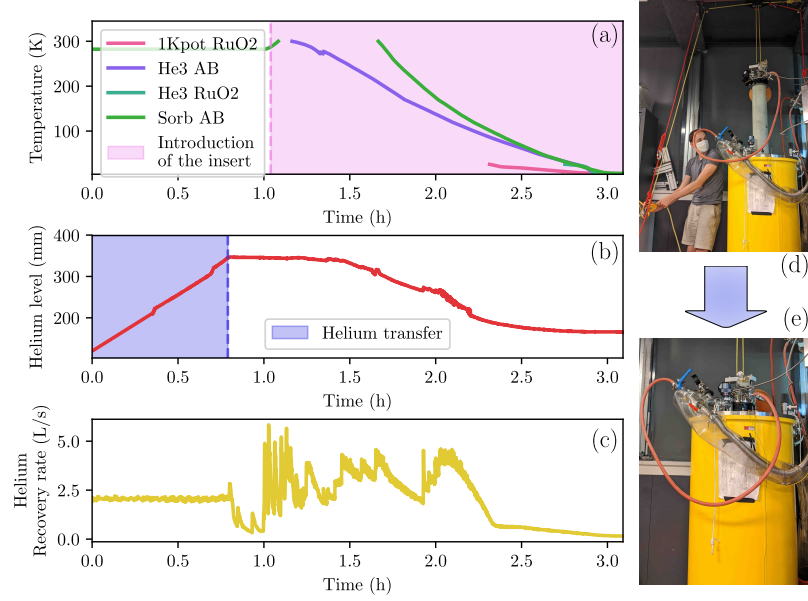 (a)
Temperature (K)
300
200
100
1Kpot RuO2
He3 AB
He3 RuO2
Sorb AB
Introduction
of the insert
0.0 0.5 1.0 1.5 2.0 2.5 3.0
Time (h)
(b)
Helium level (mm)
400
300
200
Helium transfer
0.0 0.5 1.0 1.5 2.0 2.5 3.0
Time (h)
(c)
Helium
Recovery rate (L/s)
5.0
2.5
0.0
0.0 0.5 1.0 1.5 2.0 2.5 3.0
Time (h)
(d)
(e)